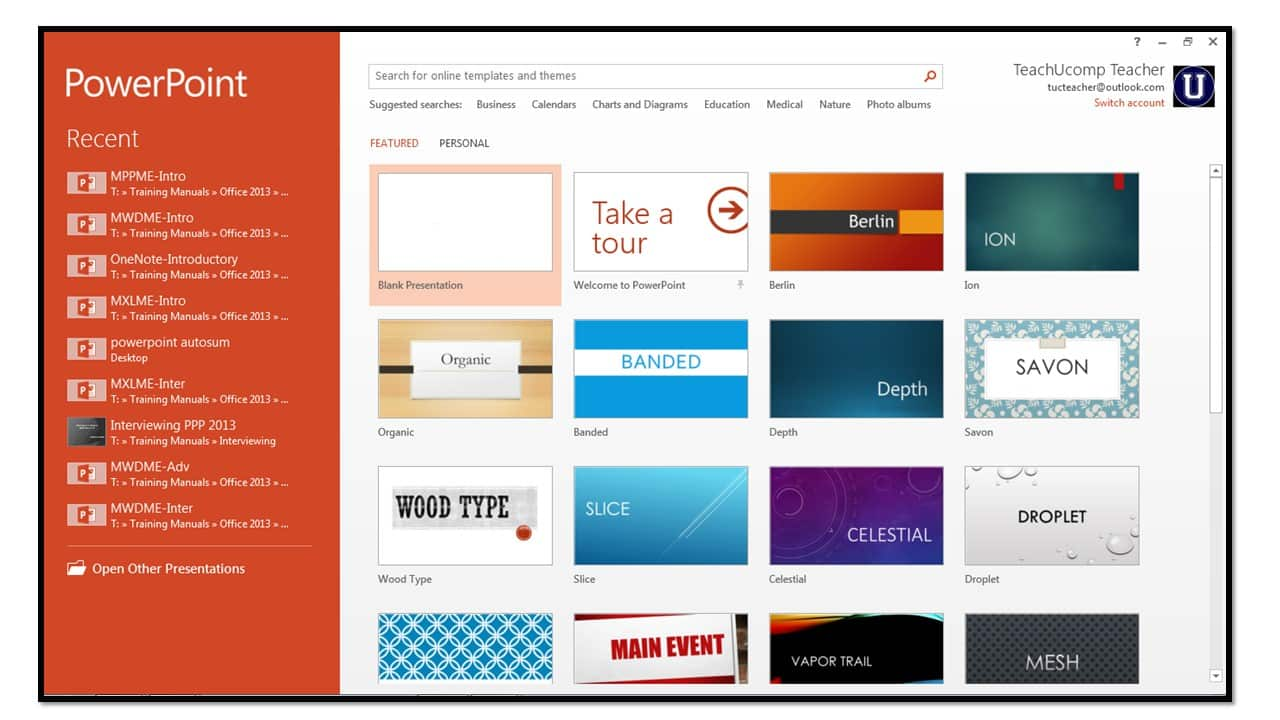 PowerPoint
Recent
MPPME-Intro
T: » Training Manuals » Office 2013 » ...
MWDME-Intro
T: » Training Manuals » Office 2013 » ...
OneNote-Introductory
T: » Training Manuals » Office 2013 » ...
MXLME-Intro
T: » Training Manuals » Office 2013 » ...
powerpoint autosum
Desktop
MXLME-Inter
T: » Training Manuals » Office 2013 » ...
Interviewing PPP 2013
T: » Training Manuals » Interviewing
MWDME-Adv
T: » Training Manuals » Office 2013 » ...
MWDME-Inter
T: » Training Manuals » Office 2013 » ...
Open Other Presentations
?
Search for online templates and themes
Suggested searches: Business Calendars Charts and Diagrams Education Medical Nature Photo albums
TeachUcomp Teacher
tucteacher@outlook.com
Switch account
U
FEATURED PERSONAL
Take a
tour
Berlin
ION
Blank Presentation Welcome to PowerPoint Berlin Ion
Organic
BANDED
Depth
SAVON
Organic Banded Depth Savon
WOOD TYPE
SLICE
CELESTIAL
DROPLET
Wood Type Slice Celestial Droplet
MAIN EVENT
VAPOR TRAIL
MESH